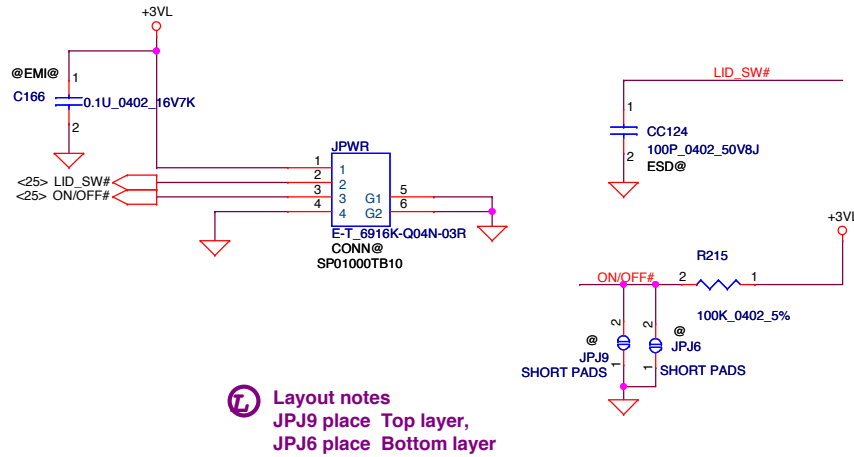 +3VL
@EMI@
1
C166
0.1U_0402_16V7K
2
<25> LID_SW#
<25> ON/OFF#
JPWR
1 1
2 2
3 3 G1 5
4 4 G2 6
E-T_6916K-Q04N-03R
CONN@
SP01000TB10
LID_SW#
1
CC124
100P_0402_50V8J
2
ESD@
+3VL
R215
ON/OFF# 2 1
100K_0402_5%
2 2
@ @
JPJ9 JPJ6
1 1
SHORT PADS SHORT PADS
L Layout notes
JPJ9 place Top layer,
JPJ6 place Bottom layer